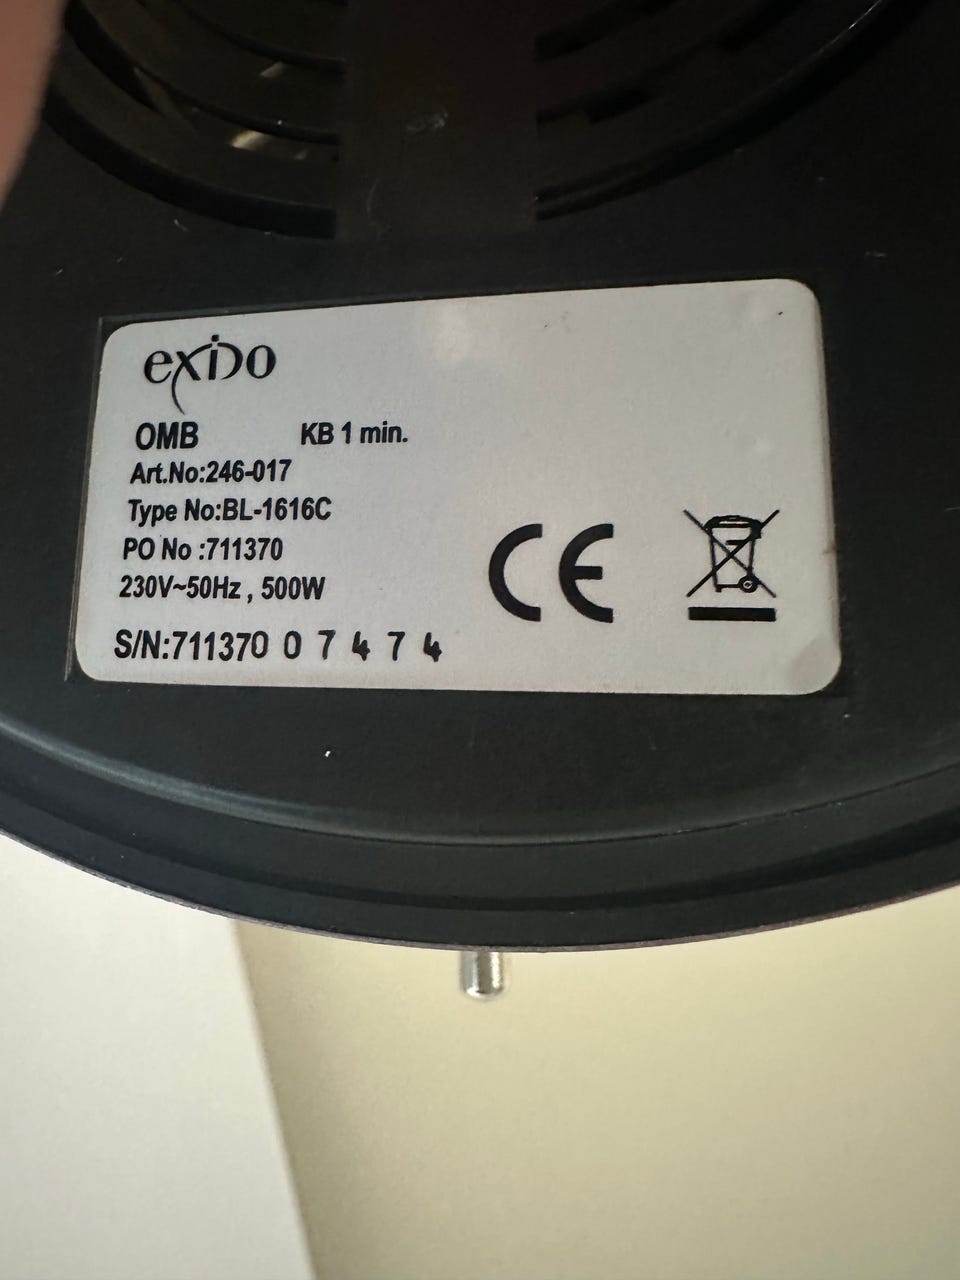 exido
OMB KB 1 min.
Art.No:246-017
Type No:BL-1616C
PO No :711370
230V~50Hz , 500W
S/N:711370 0 7 4 7 4
CE